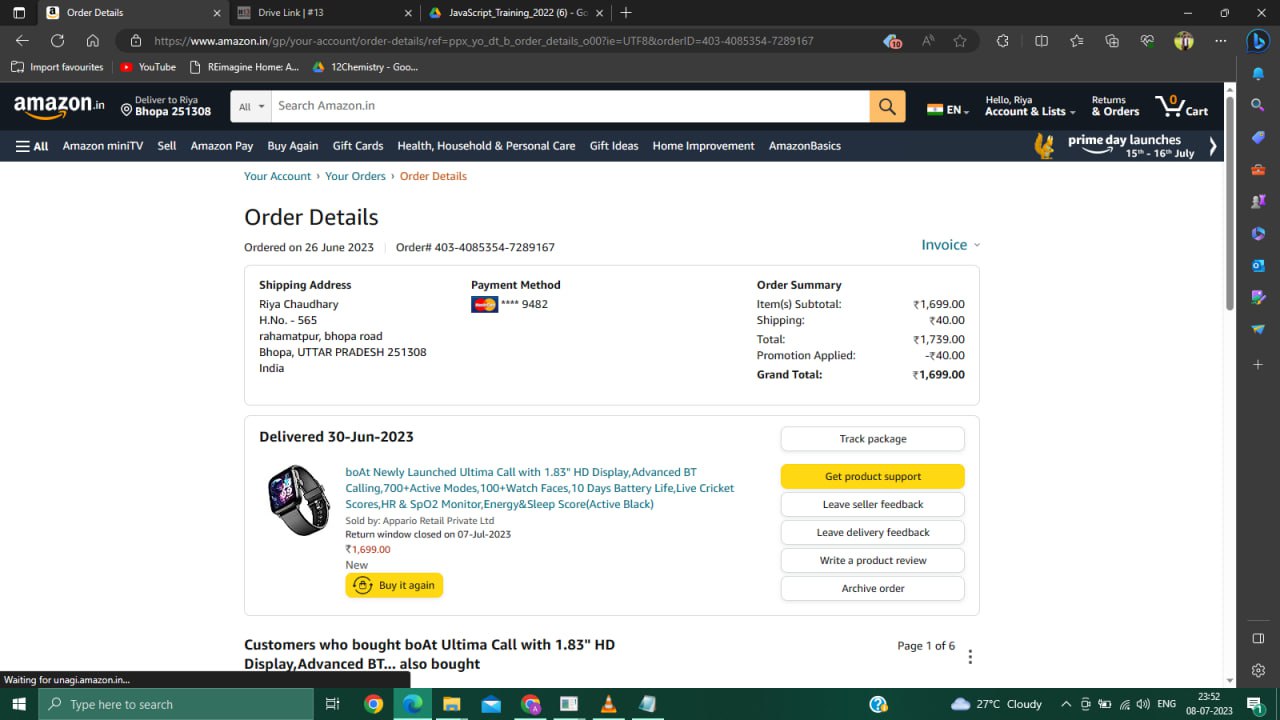 Order Details
Drive Link | #13
JavaScript_Training_2022 (6) - Go
https://www.amazon.in/gp/your-account/order-details/ref=ppx_yo_dt_b_order_details_o00?ie=UTF8&orderID=403-4085354-7289167
10
Import favourites
YouTube
REimagine Home: A...
12Chemistry - Goo...
amazon.in
Deliver to Riya
Bhopa 251308
All
Search Amazon.in
EN
Hello, Riya
Account & Lists
Returns
& Orders
0
Cart
All
Amazon miniTV
Sell
Amazon Pay
Buy Again
Gift Cards
Health, Household & Personal Care
Gift Ideas
Home Improvement
AmazonBasics
prime day launches
15th - 16th July
Your Account › Your Orders › Order Details
Order Details
Ordered on 26 June 2023
Order# 403-4085354-7289167
Invoice
Shipping Address
Riya Chaudhary
H.No. - 565
rahamatpur, bhopa road
Bhopa, UTTAR PRADESH 251308
India
Payment Method
**** 9482
Order Summary
Item(s) Subtotal: ₹1,699.00
Shipping: ₹40.00
Total: ₹1,739.00
Promotion Applied: -₹40.00
Grand Total: ₹1,699.00
Delivered 30-Jun-2023
boAt Newly Launched Ultima Call with 1.83" HD Display,Advanced BT
Calling,700+Active Modes,100+Watch Faces,10 Days Battery Life,Live Cricket
Scores,HR & SpO2 Monitor,Energy&Sleep Score(Active Black)
Sold by: Appario Retail Private Ltd
Return window closed on 07-Jul-2023
₹1,699.00
New
Buy it again
Track package
Get product support
Leave seller feedback
Leave delivery feedback
Write a product review
Archive order
Customers who bought boAt Ultima Call with 1.83" HD
Display,Advanced BT... also bought
Page 1 of 6
Waiting for unagi.amazon.in...
Type here to search
27°C Cloudy
ENG
23:52
08-07-2023
1